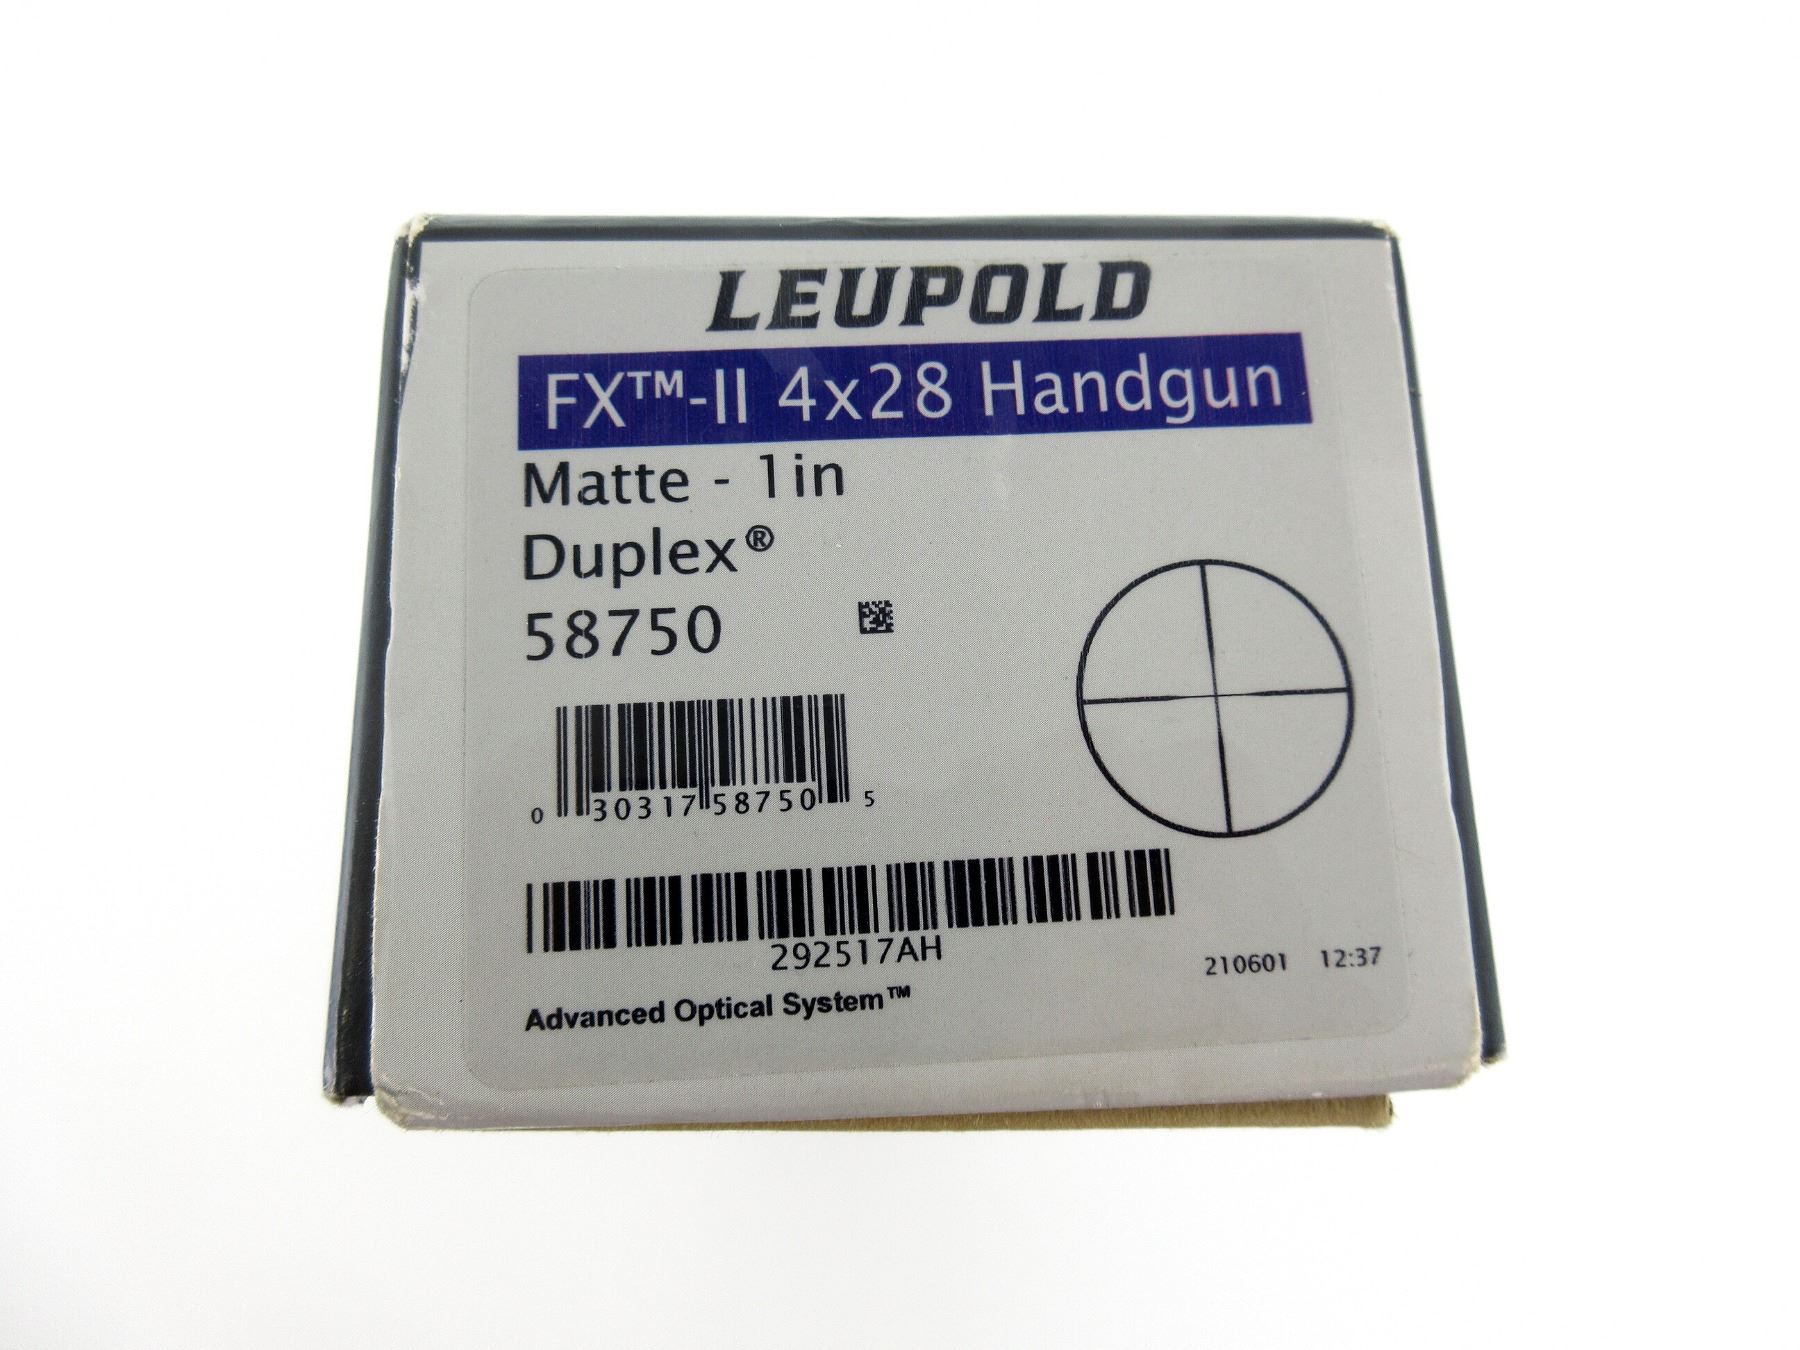 LEUPOLD
FX™-II 4x28 Handgun
Matte - 1in
Duplex®
58750
0 30317 58750 5
292517AH
210601 12:37
Advanced Optical System™